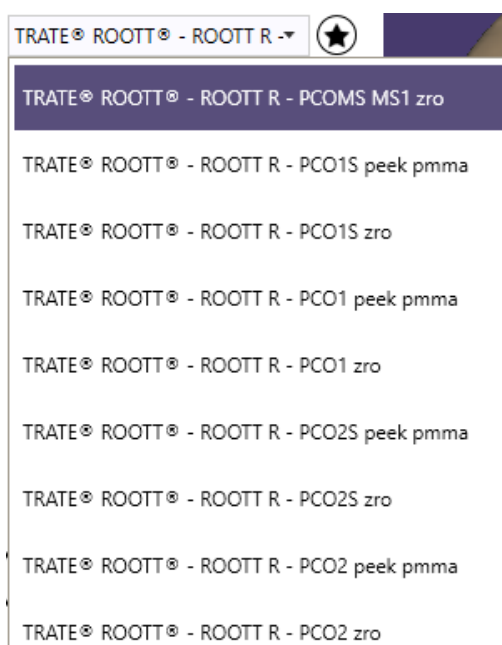 TRATE® ROOTT® - ROOTT R -
TRATE® ROOTT® - ROOTT R - PCOMS MS1 zro
TRATE® ROOTT® - ROOTT R - PCO1S peek pmma
TRATE® ROOTT® - ROOTT R - PCO1S zro
TRATE® ROOTT® - ROOTT R - PCO1 peek pmma
TRATE® ROOTT® - ROOTT R - PCO1 zro
TRATE® ROOTT® - ROOTT R - PCO2S peek pmma
TRATE® ROOTT® - ROOTT R - PCO2S zro
TRATE® ROOTT® - ROOTT R - PCO2 peek pmma
TRATE® ROOTT® - ROOTT R - PCO2 zro